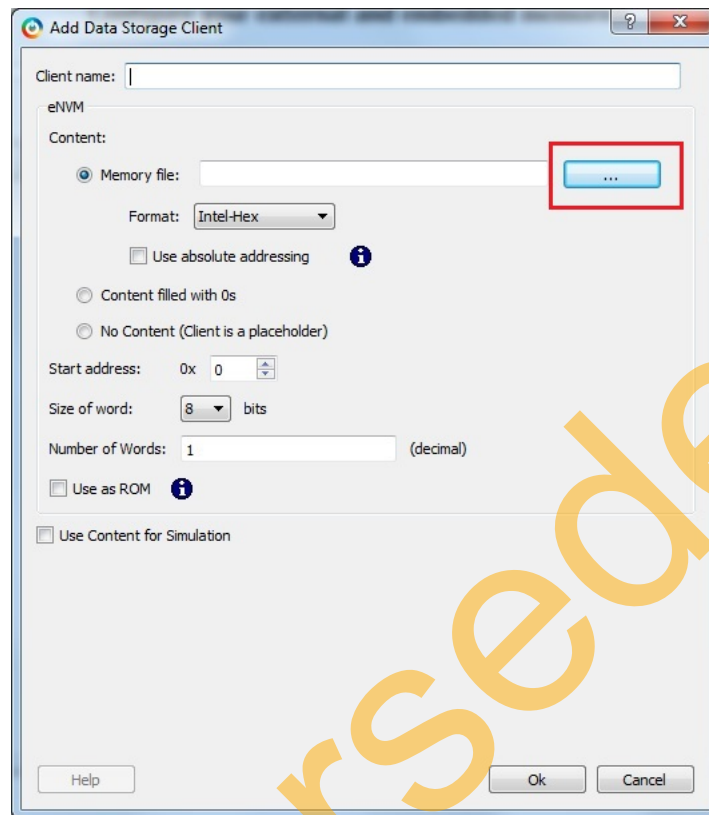 Add Data Storage Client
Client name:
eNVM
Content:
Memory file:
...
Format: Intel-Hex
Use absolute addressing
Content filled with 0s
No Content (Client is a placeholder)
Start address: 0x 0
Size of word: 8 bits
Number of Words: 1 (decimal)
Use as ROM
Use Content for Simulation
Help Ok Cancel
rsede